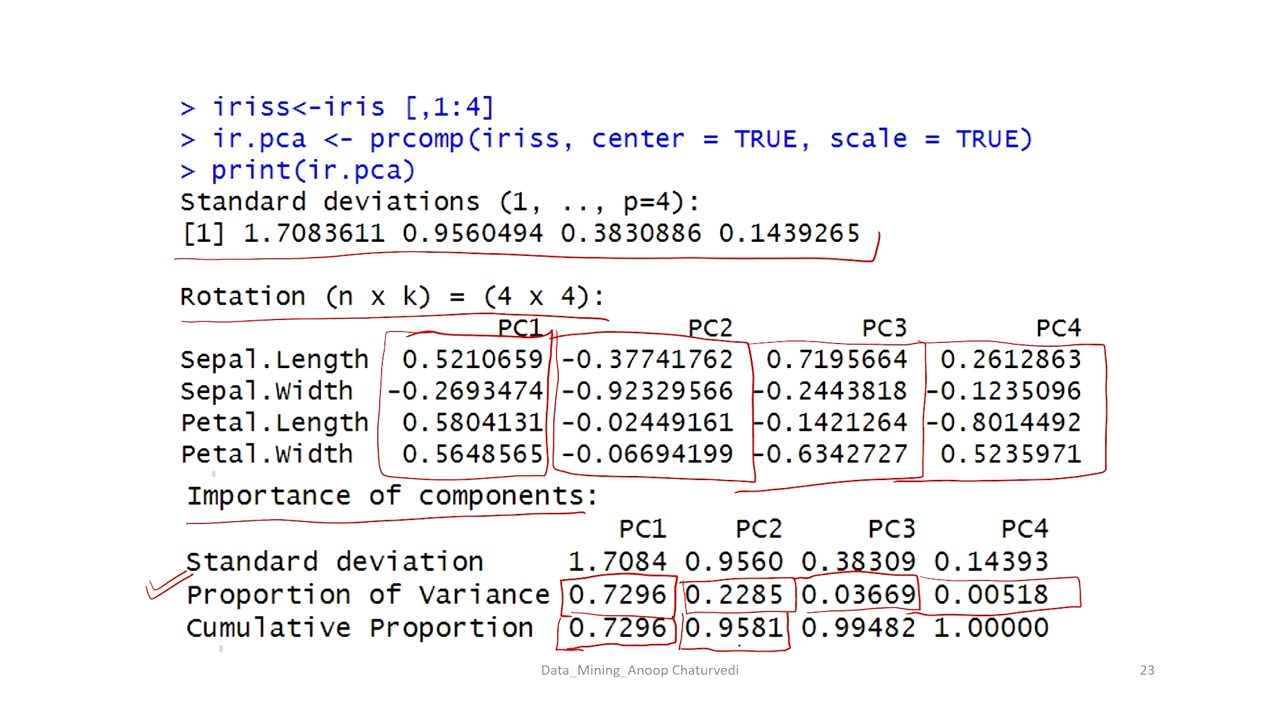 > iriss<-iris [,1:4]
> ir.pca <- prcomp(iriss, center = TRUE, scale = TRUE)
> print(ir.pca)
Standard deviations (1, .., p=4):
[1] 1.7083611 0.9560494 0.3830886 0.1439265
Rotation (n x k) = (4 x 4):
PC1 PC2 PC3 PC4
Sepal.Length 0.5210659 -0.37741762 0.7195664 0.2612863
Sepal.Width -0.2693474 -0.92329566 -0.2443818 -0.1235096
Petal.Length 0.5804131 -0.02449161 -0.1421264 -0.8014492
Petal.Width 0.5648565 -0.06694199 -0.6342727 0.5235971
Importance of components:
PC1 PC2 PC3 PC4
Standard deviation 1.7084 0.9560 0.38309 0.14393
Proportion of Variance 0.7296 0.2285 0.03669 0.00518
Cumulative Proportion 0.7296 0.9581 0.99482 1.00000
Data_Mining_Anoop Chaturvedi
23